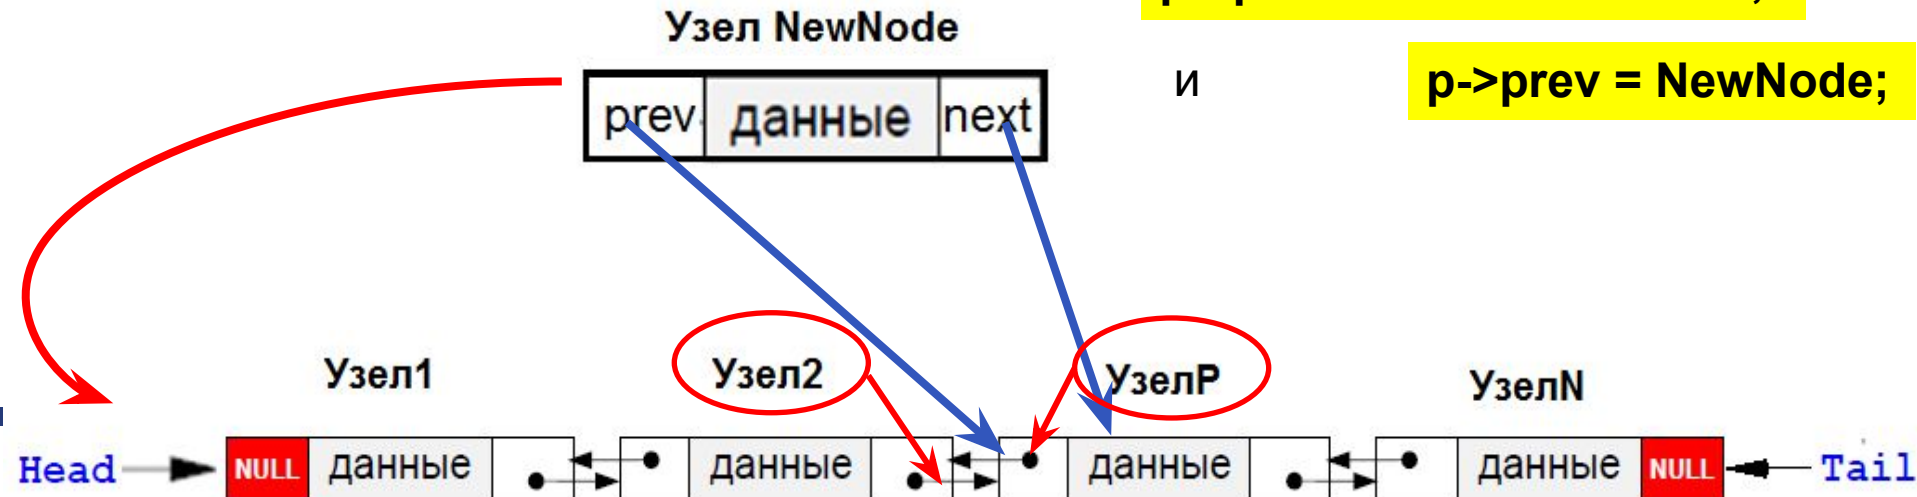 Узел NewNode
и
p->prev = NewNode;
prev данные next
Узел1 Узел2 УзелP УзелN
Head NULL данные данные данные данные NULL Tail